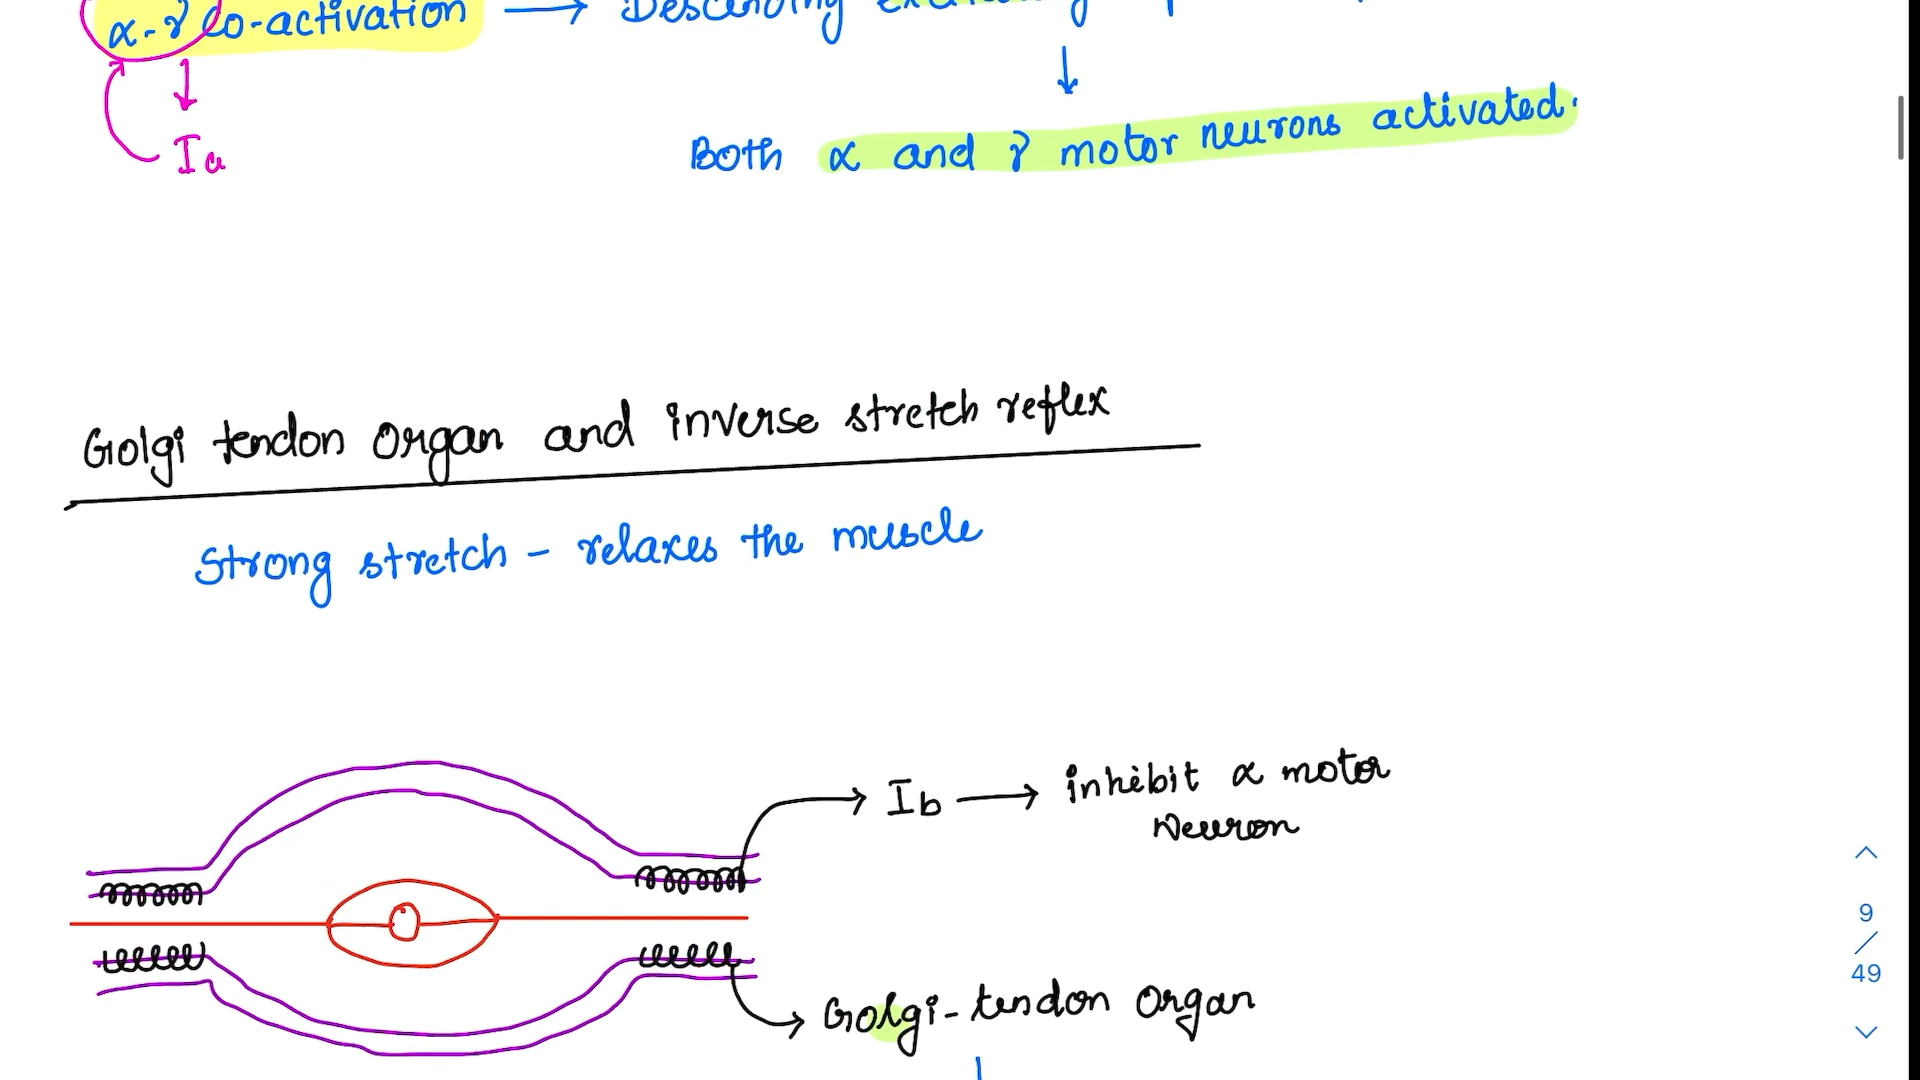 α-γ co-activation → Descending
↓ ↓
Ia
Both α and γ motor neurons activated.
Golgi tendon organ and inverse stretch reflex
Strong stretch - relaxes the muscle
→ Ib → inhibit α motor
Neuron
→ Golgi-tendon organ
9
/
49